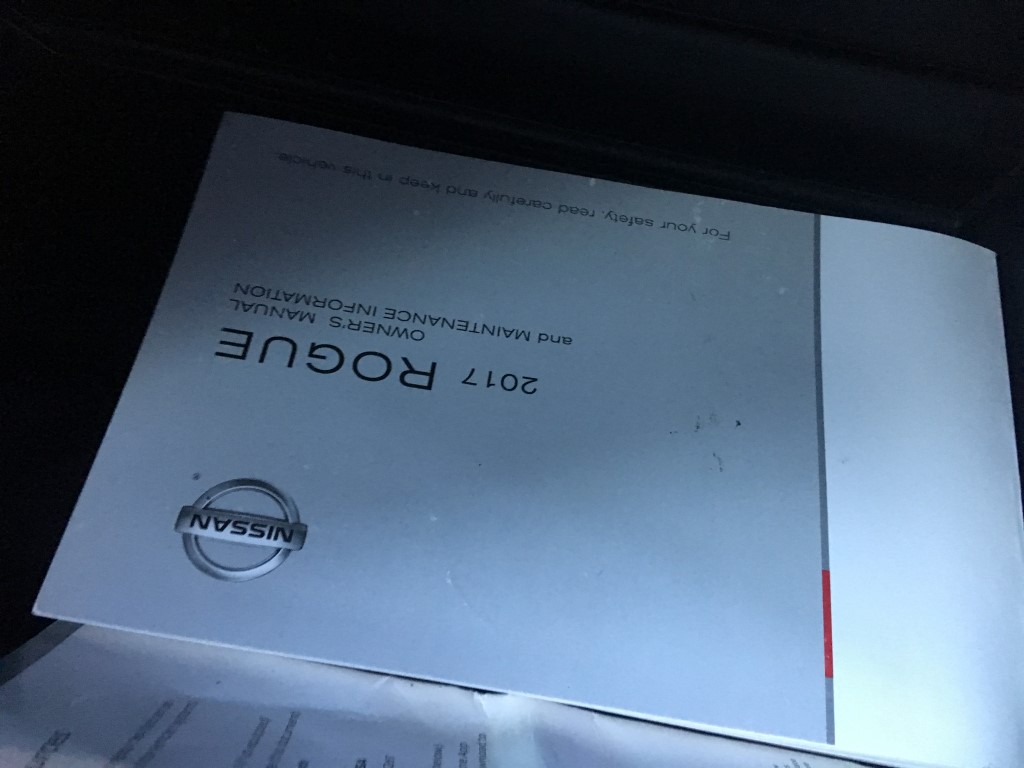 NISSAN
®
2017 ROGUE
OWNER'S MANUAL
and MAINTENANCE INFORMATION
For your safety, read carefully and keep in this vehicle.